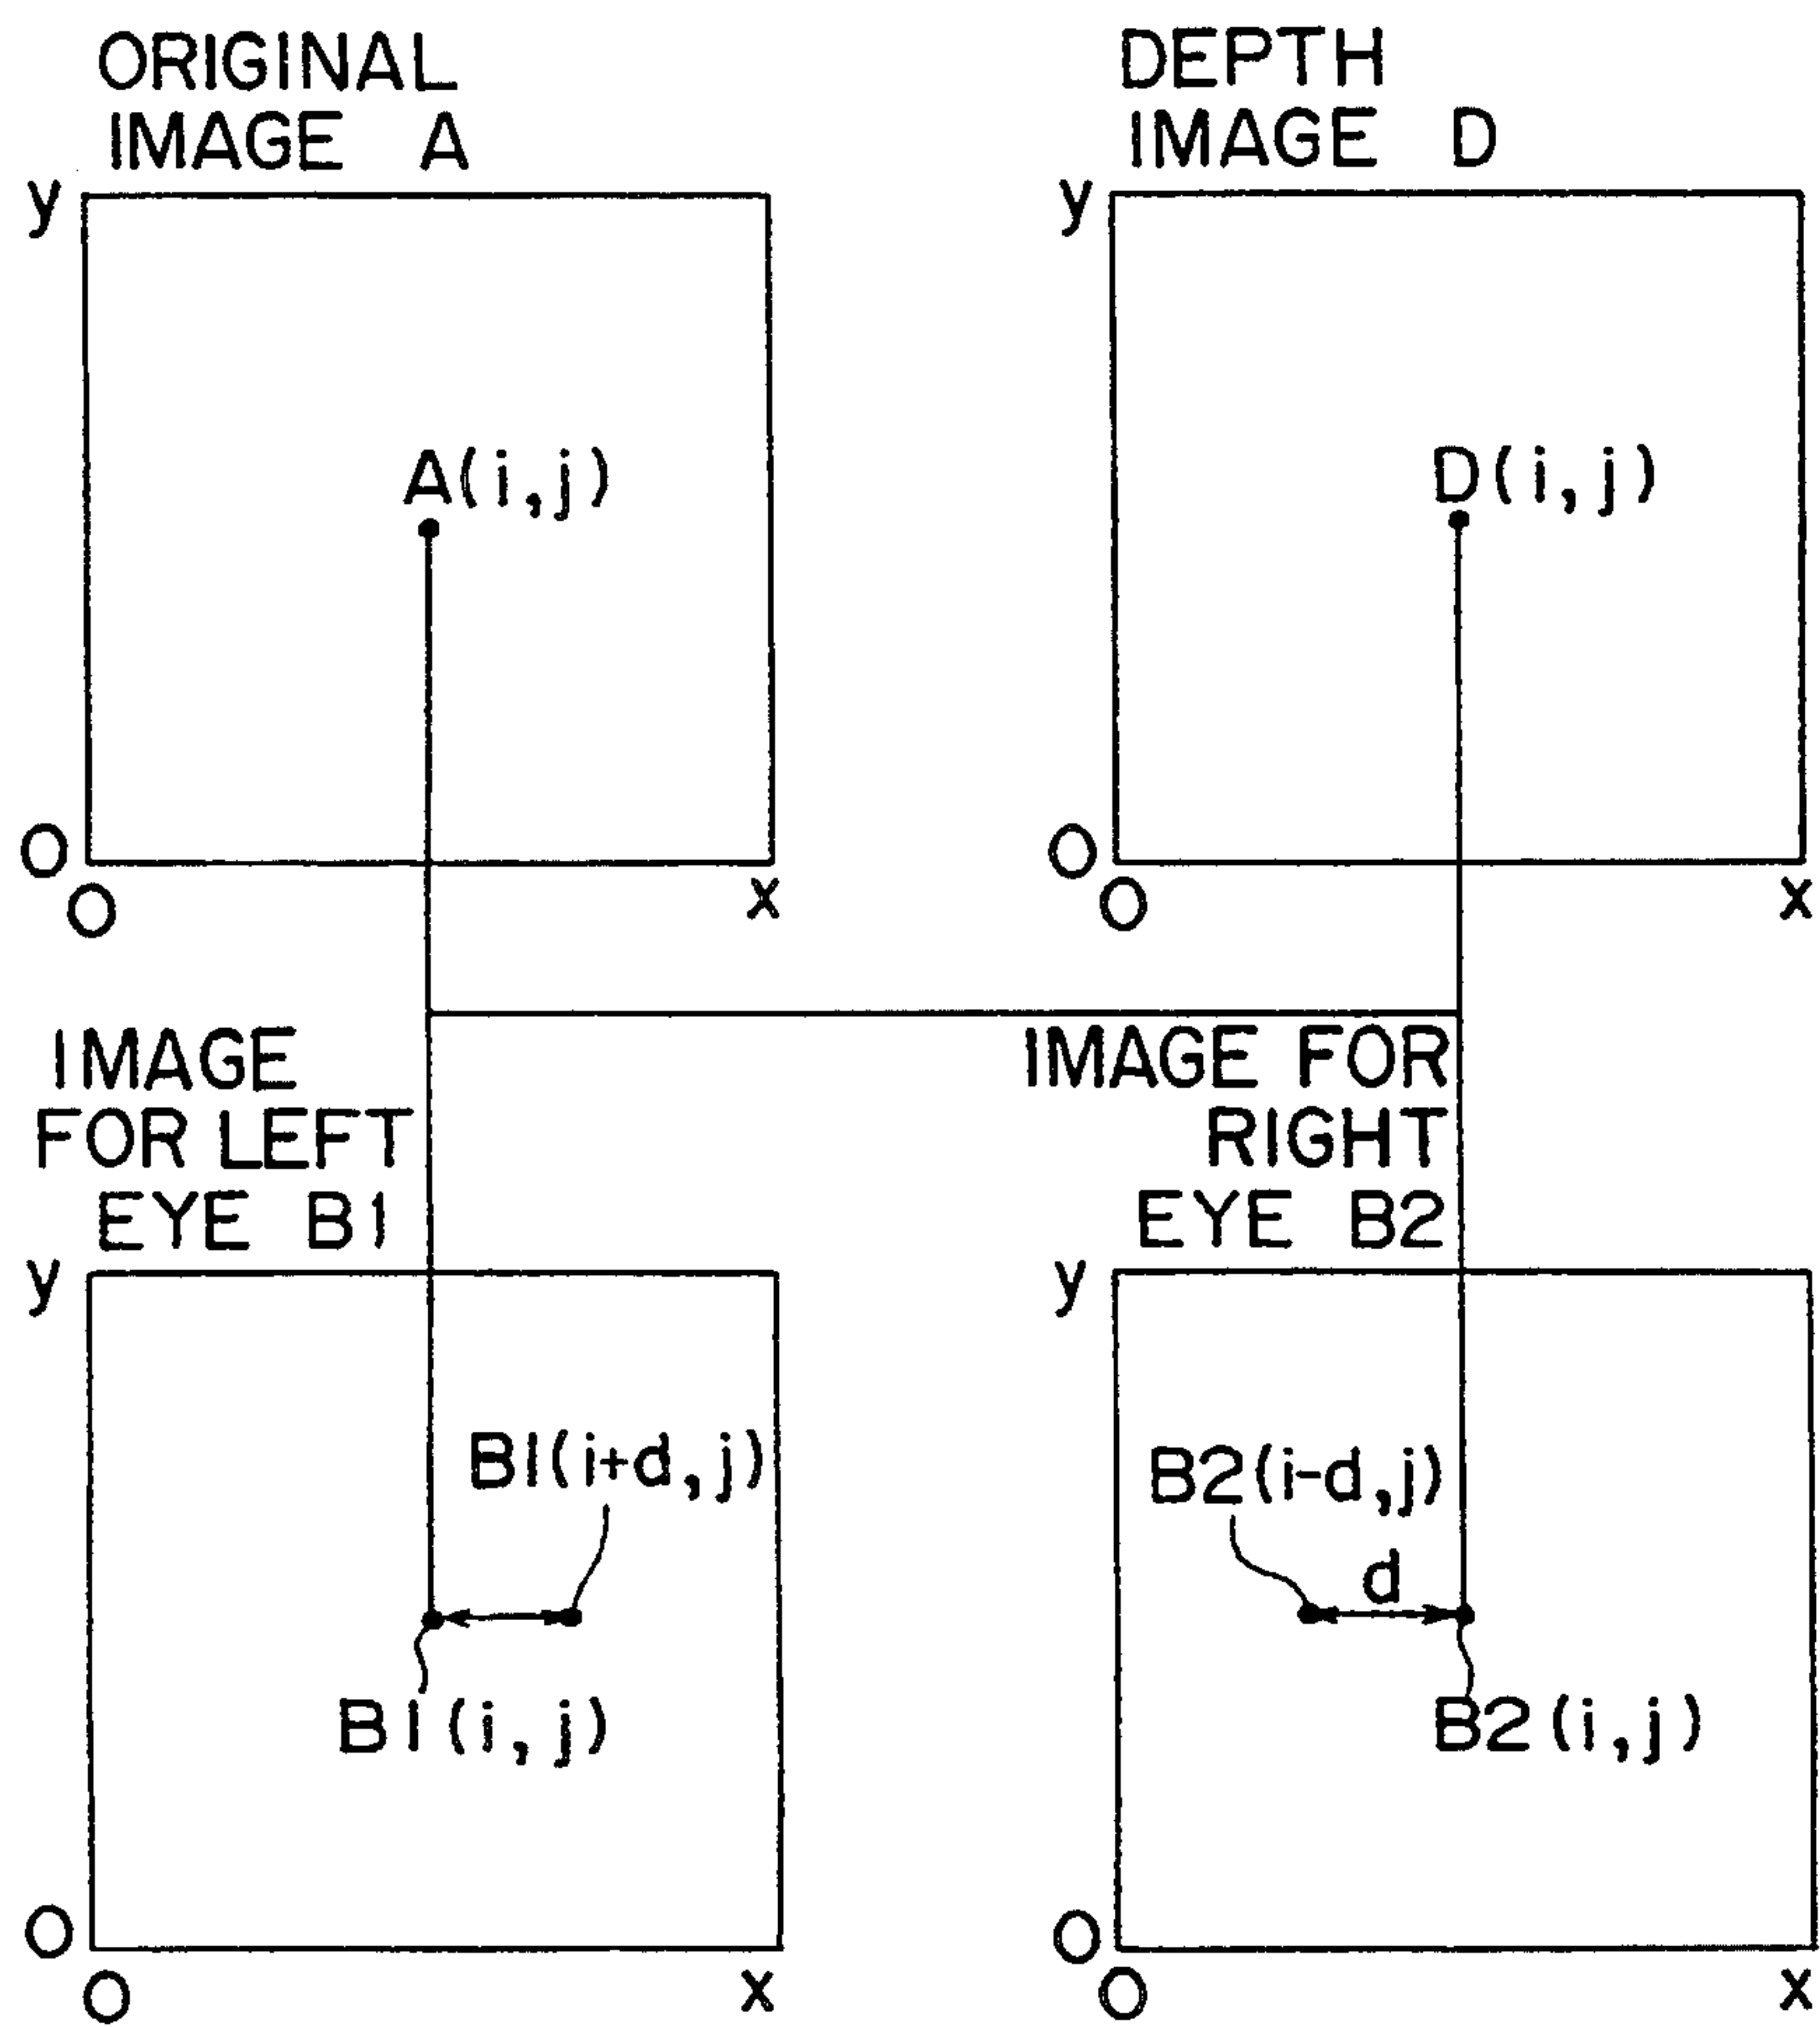 ORIGINAL
IMAGE A
y
A(i,j)
O
O
x
DEPTH
IMAGE D
y
D(i,j)
O
O
x
IMAGE
FOR LEFT
EYE B1
y
B1(i+d,j)
B1(i,j)
O
O
x
IMAGE FOR
RIGHT
EYE B2
y
B2(i-d,j)
d
B2(i,j)
O
O
x